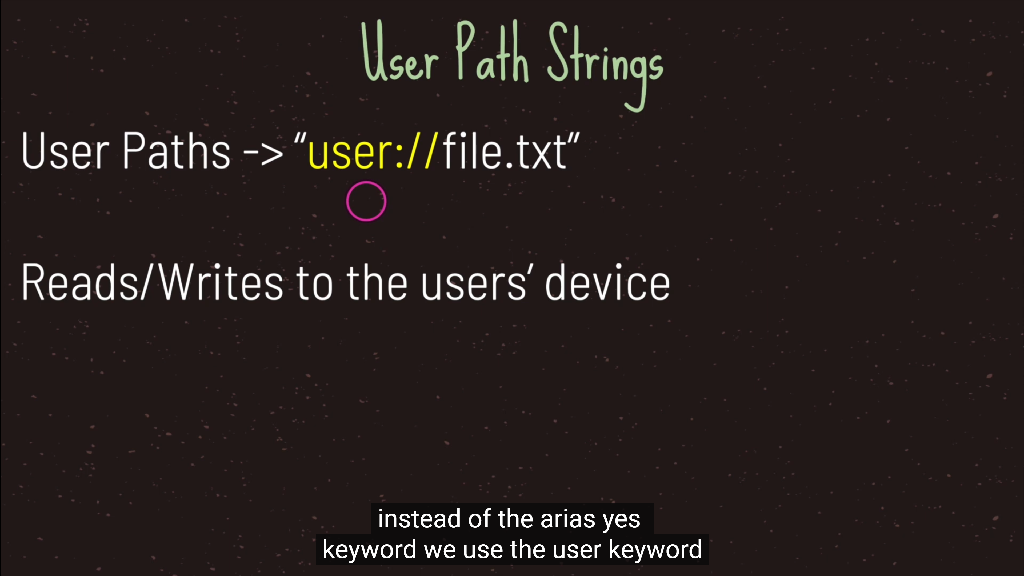 User Path Strings
User Paths -> “user://file.txt”
Reads/Writes to the users’ device
instead of the arias yes
keyword we use the user keyword